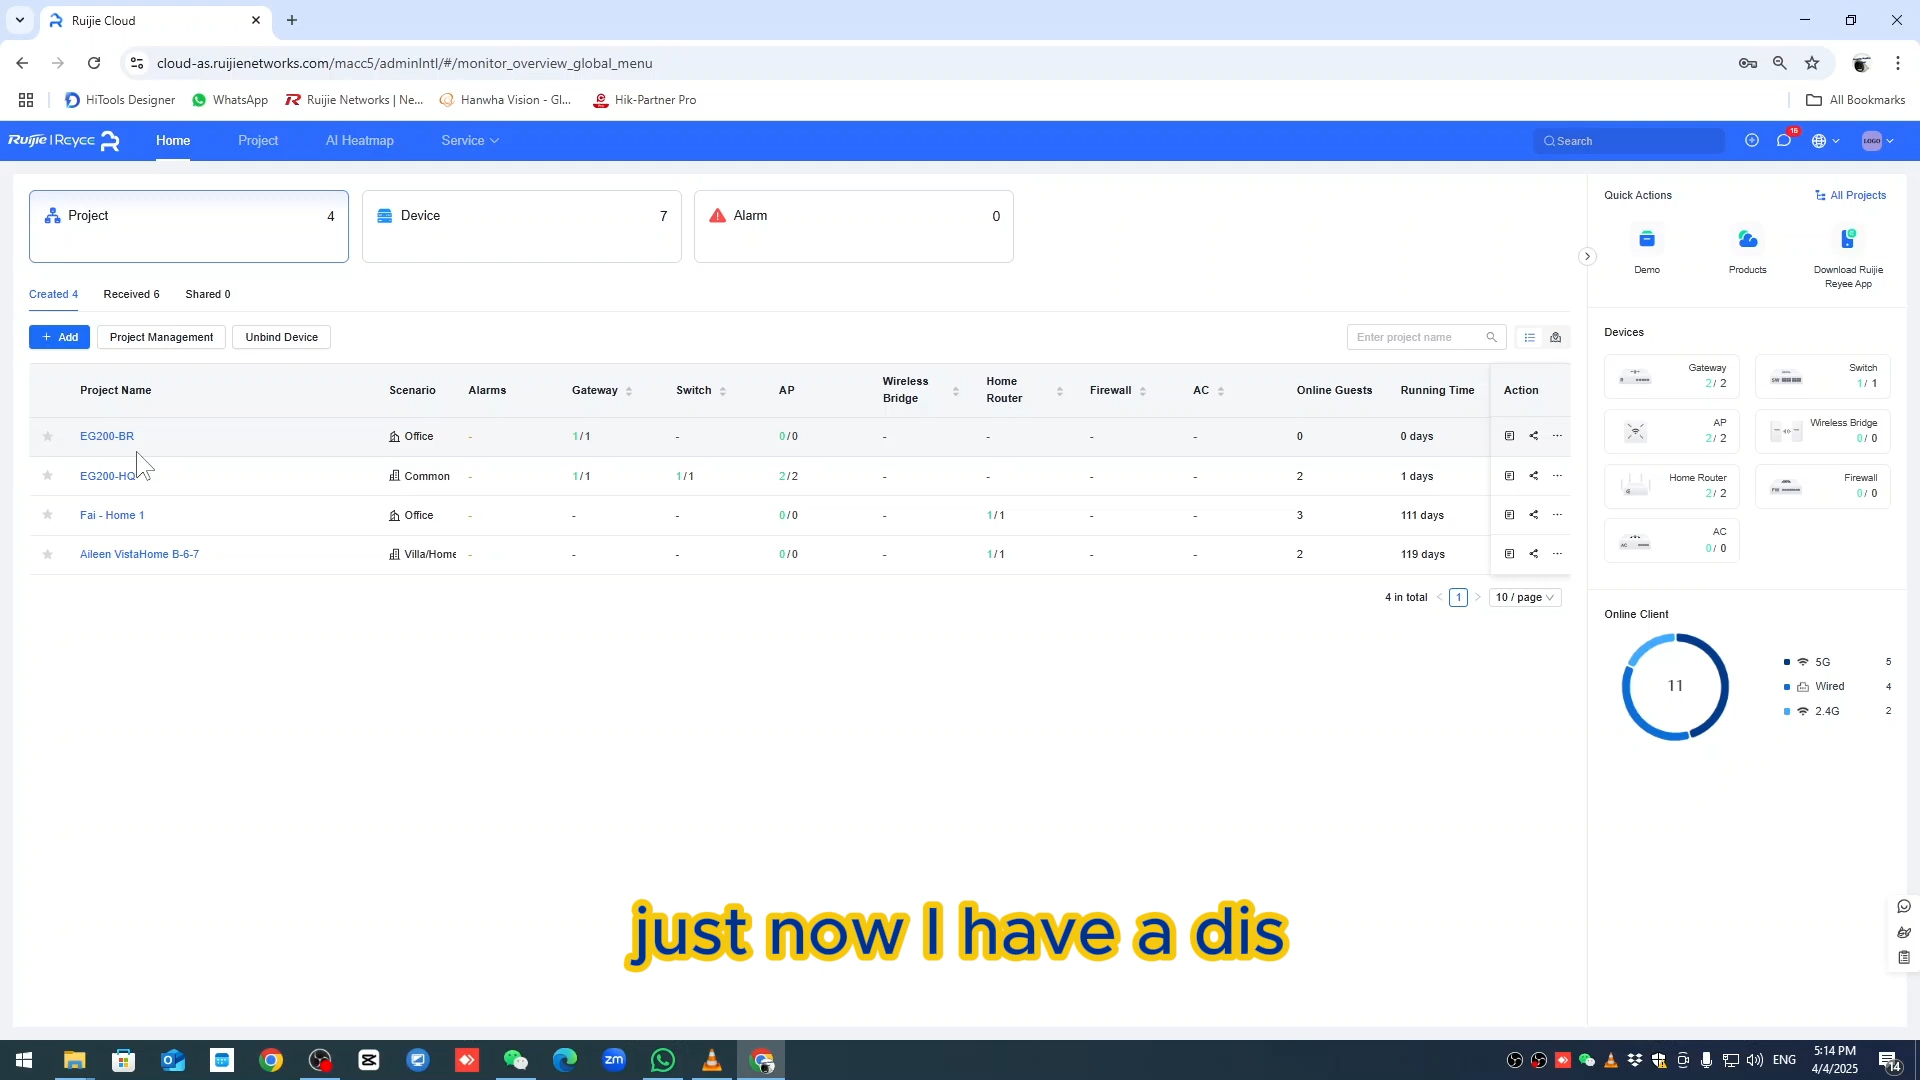 Ruijie Cloud
cloud-as.ruijienetworks.com/macc5/adminIntl/#/monitor_overview_global_menu
HiTools Designer
WhatsApp
Ruijie Networks | Ne...
Hanwha Vision - Gl...
Hik-Partner Pro
All Bookmarks
Ruijie | Reyee
Home
Project
AI Heatmap
Service
Search
16
LOGO
Project 4
Device 7
Alarm 0
Created 4
Received 6
Shared 0
+ Add
Project Management
Unbind Device
Enter project name
Project Name Scenario Alarms Gateway Switch AP Wireless Bridge Home Router Firewall AC Online Guests Running Time Action
EG200-BR Office - 1/1 - 0/0 - - - - 0 0 days ...
EG200-HQ Common - 1/1 1/1 2/2 - - - - 2 1 days ...
Fai - Home 1 Office - - - 0/0 - 1/1 - - 3 111 days ...
Aileen VistaHome B-6-7 Villa/Home - - - 0/0 - 1/1 - - 2 119 days ...
4 in total < 1 > 10 / page
Quick Actions
All Projects
Demo
Products
Download Ruijie
Reyee App
Devices
Gateway
2/ 2
Switch
1/ 1
AP
2/ 2
Wireless Bridge
0/ 0
Home Router
2/ 2
Firewall
0/ 0
AC
0/ 0
Online Client
11
5G 5
Wired 4
2.4G 2
just now I have a dis
zm
ENG
5:14 PM
4/4/2025
14